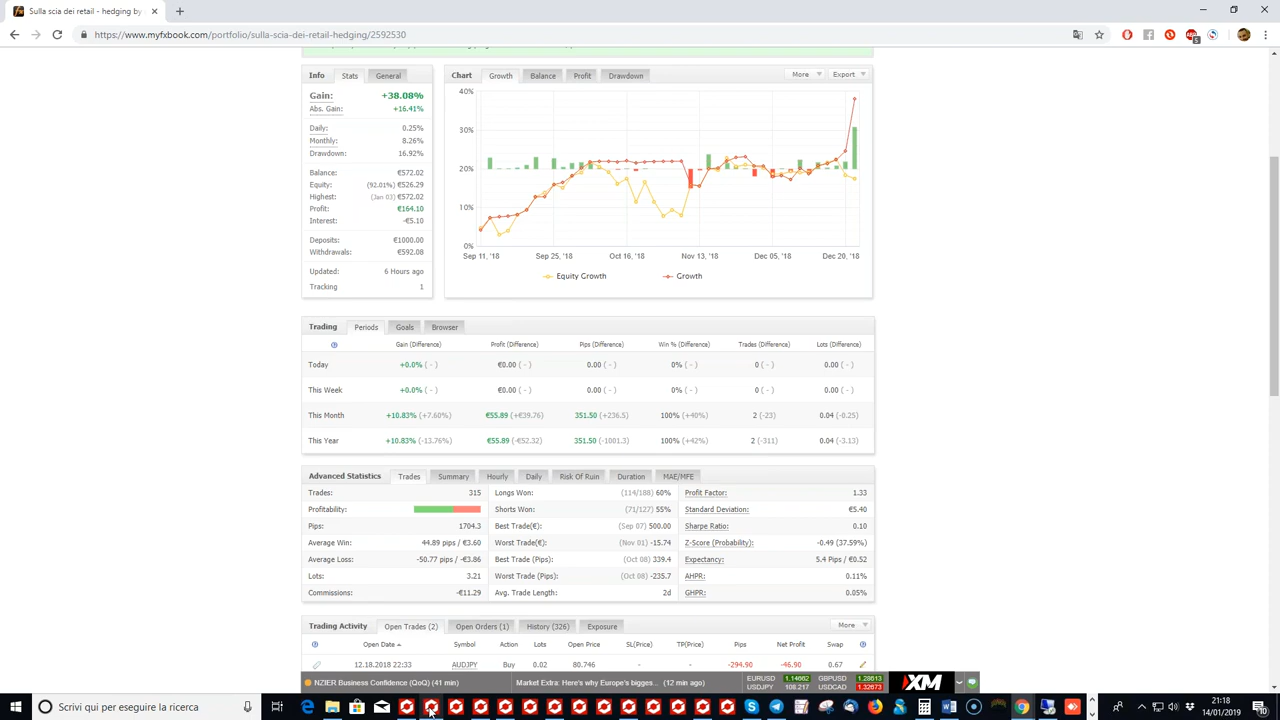 Sulla scia dei retail - hedging by
https://www.myfxbook.com/portfolio/sulla-scia-dei-retail-hedging/2592530
Info Stats General
Gain: +38.08%
Abs. Gain: +16.41%
Daily: 0.25%
Monthly: 8.26%
Drawdown: 16.92%
Balance: €572.02
Equity: (92.01%) €526.29
Highest: (Jan 03) €572.02
Profit: €164.10
Interest: -€5.10
Deposits: €1000.00
Withdrawals: €592.08
Updated: 6 Hours ago
Tracking 1
Chart Growth Balance Profit Drawdown More Export
40%
30%
20%
10%
0%
Sep 11, '18 Sep 25, '18 Oct 16, '18 Nov 13, '18 Dec 05, '18 Dec 20, '18
Equity Growth Growth
Trading Periods Goals Browser
Gain (Difference) Profit (Difference) Pips (Difference) Win % (Difference) Trades (Difference) Lots (Difference)
Today +0.0% ( - ) €0.00 ( - ) 0.00 ( - ) 0% ( - ) 0 ( - ) 0.00 ( - )
This Week +0.0% ( - ) €0.00 ( - ) 0.00 ( - ) 0% ( - ) 0 ( - ) 0.00 ( - )
This Month +10.83% (+7.60%) €55.89 (+€39.76) 351.50 (+236.5) 100% (+40%) 2 (-23) 0.04 (-0.25)
This Year +10.83% (-13.76%) €55.89 (-€52.32) 351.50 (-1001.3) 100% (+42%) 2 (-311) 0.04 (-3.13)
Advanced Statistics Trades Summary Hourly Daily Risk Of Ruin Duration MAE/MFE
Trades: 315 Longs Won: (114/188) 60% Profit Factor: 1.33
Profitability: Shorts Won: (71/127) 55% Standard Deviation: €5.40
Pips: 1704.3 Best Trade(€): (Sep 07) 500.00 Sharpe Ratio: 0.10
Average Win: 44.89 pips / €3.60 Worst Trade(€): (Nov 01) -15.74 Z-Score (Probability): -0.49 (37.59%)
Average Loss: -50.77 pips / -€3.86 Best Trade (Pips): (Oct 08) 339.4 Expectancy: 5.4 Pips / €0.52
Lots: 3.21 Worst Trade (Pips): (Oct 08) -235.7 AHPR: 0.11%
Commissions: -€11.29 Avg. Trade Length: 2d GHPR: 0.05%
Trading Activity Open Trades (2) Open Orders (1) History (326) Exposure More
Open Date Symbol Action Lots Open Price SL(Price) TP(Price) Pips Net Profit Swap
12.18.2018 22:33 AUDJPY Buy 0.02 80.746 - - -294.90 -46.90 0.67
NZIER Business Confidence (QoQ) (41 min) Market Extra: Here's why Europe's bigges... (12 min ago) EURUSD 1.14662 GBPUSD 1.28613 XM
USDJPY 108.217 USDCAD 1.32673
Scrivi qui per eseguire la ricerca
21:18
14/01/2019